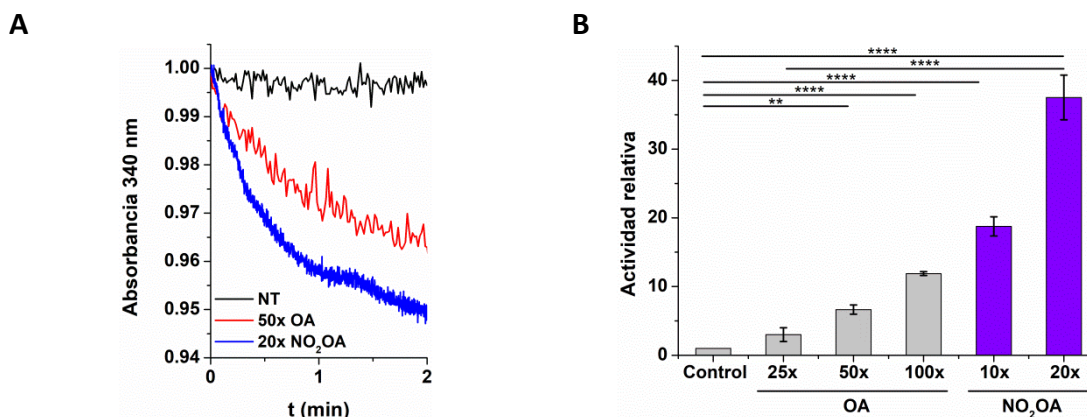 A
Absorbancia 340 nm
1.00
0.99
0.98
0.97
0.96
0.95
0.94
NT
50x OA
20x NO₂OA
0
1
2
t (min)
B
Actividad relativa
40
30
20
10
0
****
****
****
****
**
Control
25x
50x
100x
10x
20x
OA
NO₂OA